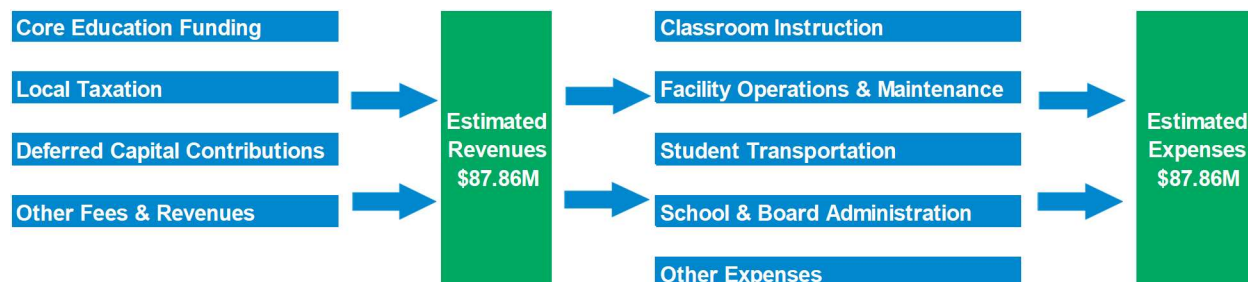 Core Education Funding
Local Taxation
Deferred Capital Contributions
Other Fees & Revenues
Estimated
Revenues
$87.86M
Classroom Instruction
Facility Operations & Maintenance
Student Transportation
School & Board Administration
Other Expenses
Estimated
Expenses
$87.86M